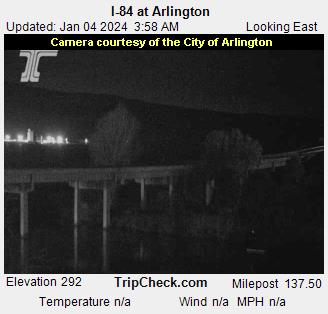 I-84 at Arlington
Updated: Jan 04 2024 3:58 AM Looking East
Camera courtesy of the City of Arlington
Elevation 292 TripCheck.com Milepost 137.50
Temperature n/a Wind n/a MPH n/a